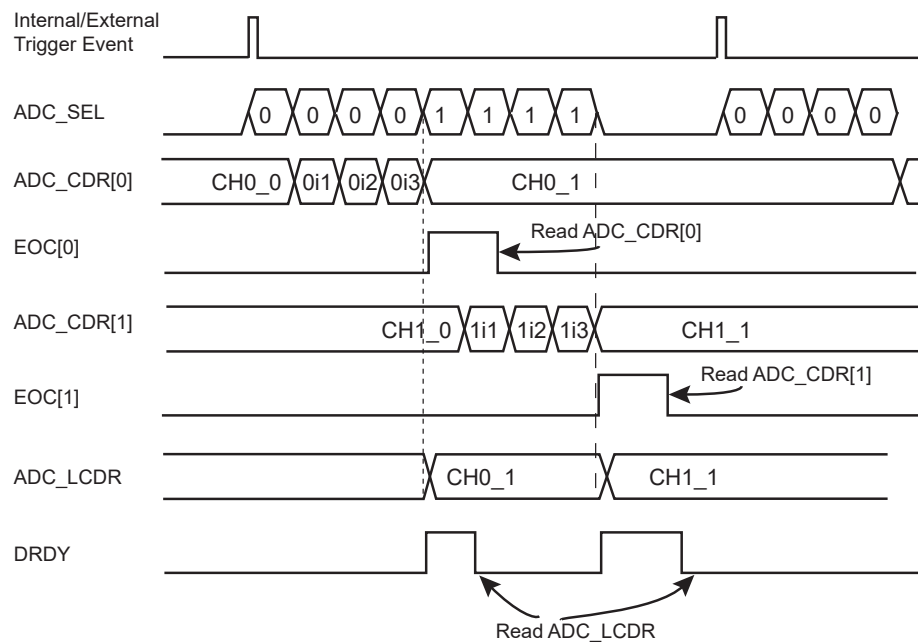 Internal/External
Trigger Event
ADC_SEL 0 0 0 0 1 1 1 1 0 0 0 0
ADC_CDR[0] CH0_0 0i1 0i2 0i3 CH0_1
EOC[0] Read ADC_CDR[0]
ADC_CDR[1] CH1_0 1i1 1i2 1i3 CH1_1
EOC[1] Read ADC_CDR[1]
ADC_LCDR CH0_1 CH1_1
DRDY
Read ADC_LCDR